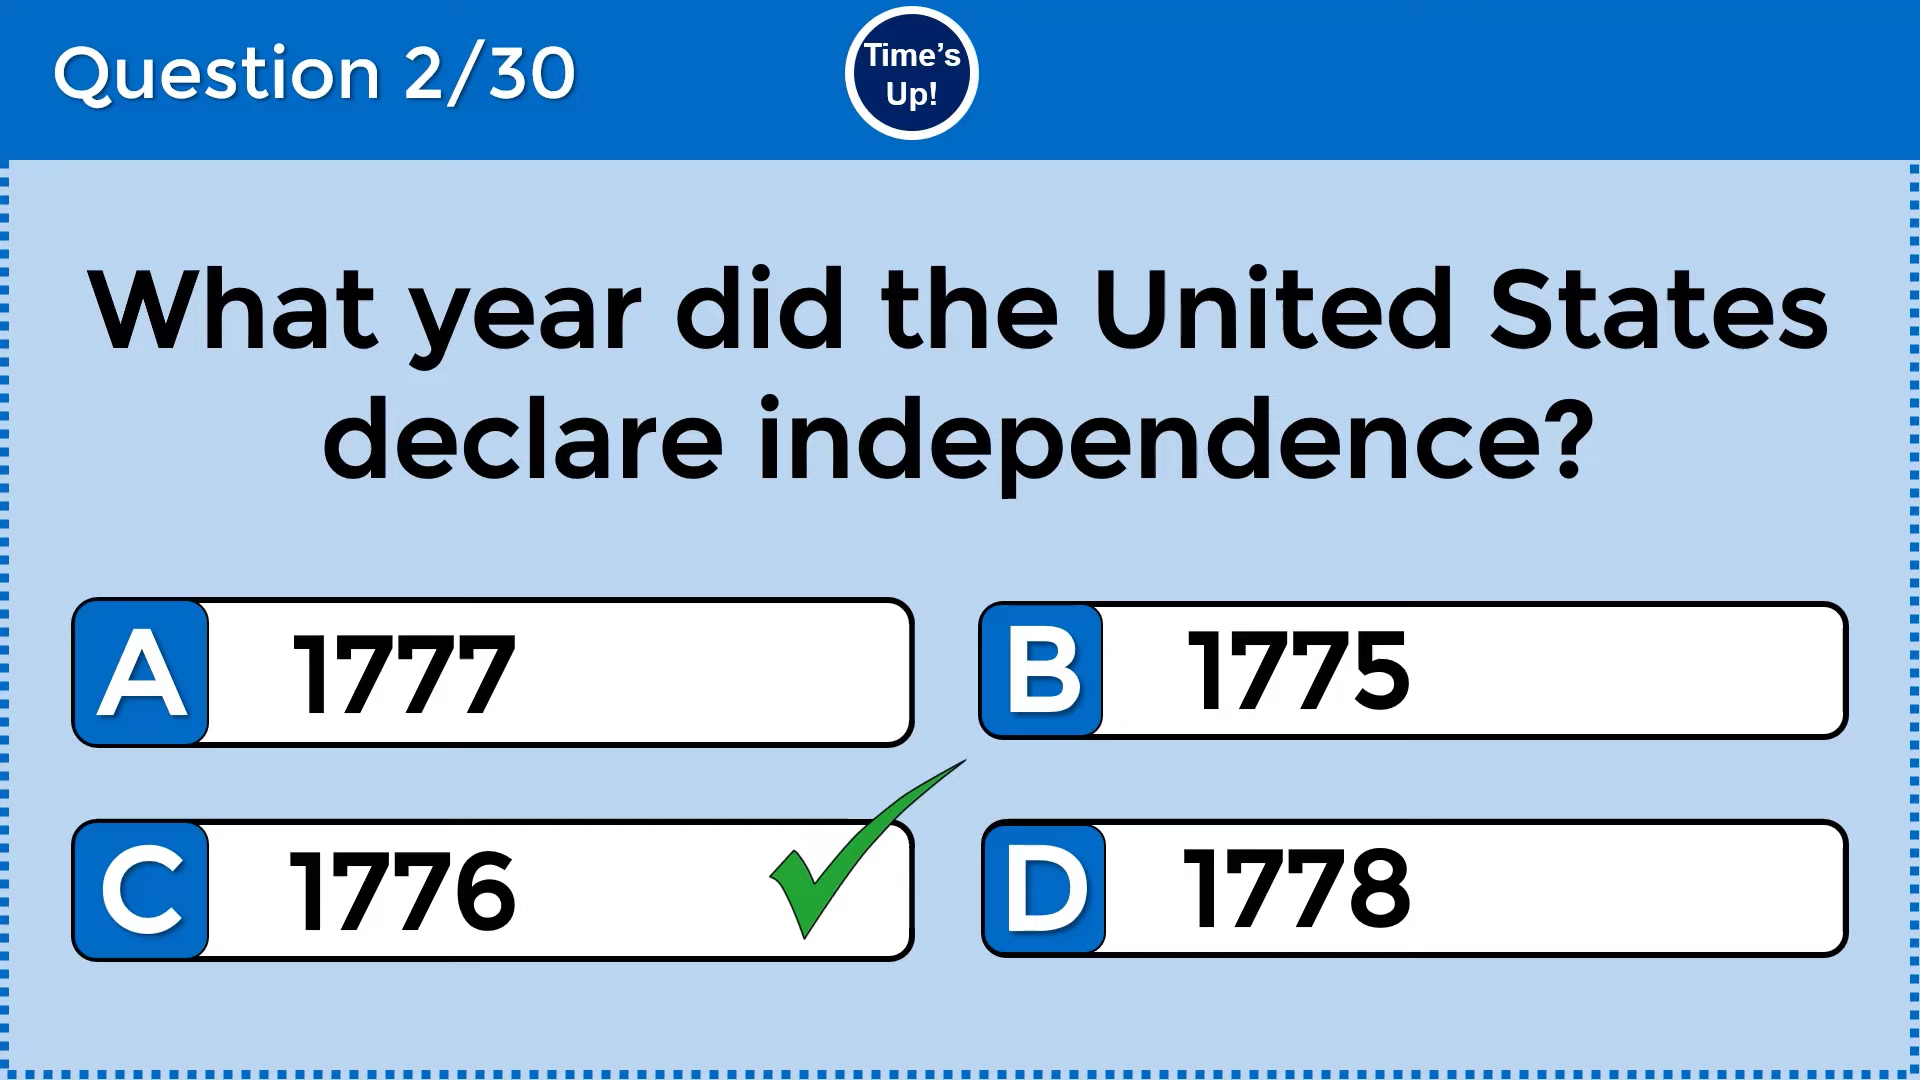 Question 2/30
Time's
Up!
What year did the United States
declare independence?
A 1777
B 1775
C 1776
D 1778